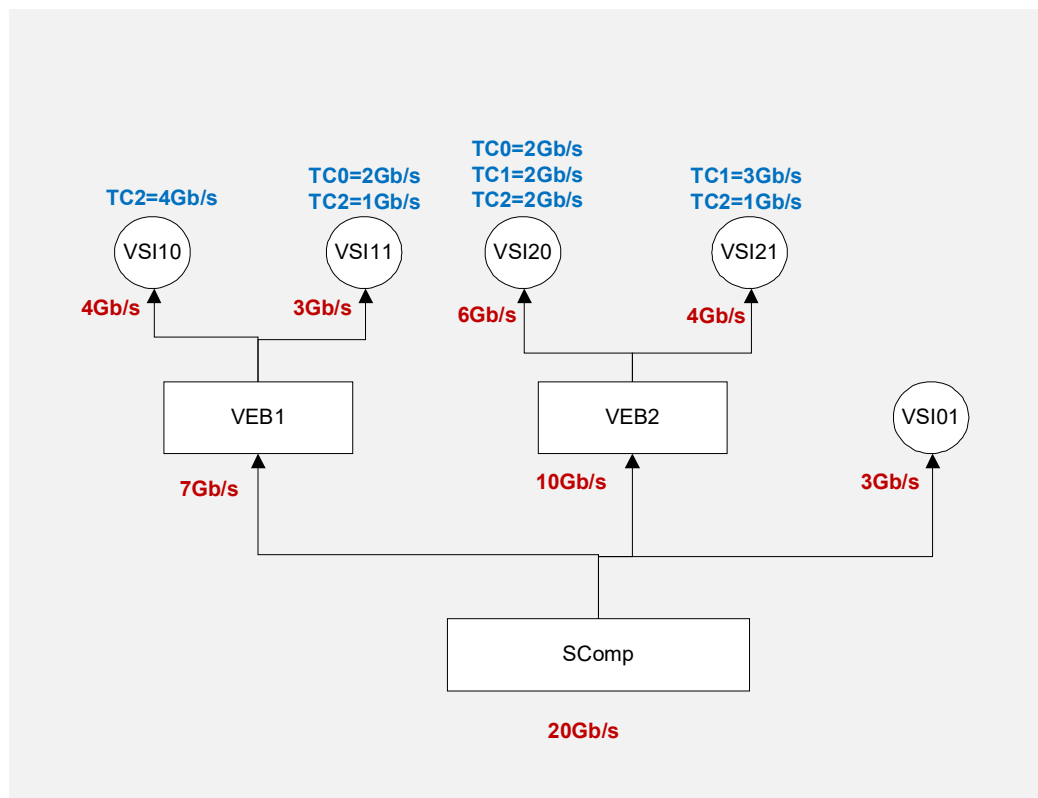 TC0=2Gb/s
TC1=2Gb/s
TC2=2Gb/s
TC0=2Gb/s
TC2=1Gb/s
TC1=3Gb/s
TC2=1Gb/s
TC2=4Gb/s
VSI10
VSI11
VSI20
VSI21
4Gb/s
3Gb/s
6Gb/s
4Gb/s
VEB1
VEB2
VSI01
7Gb/s
10Gb/s
3Gb/s
SComp
20Gb/s